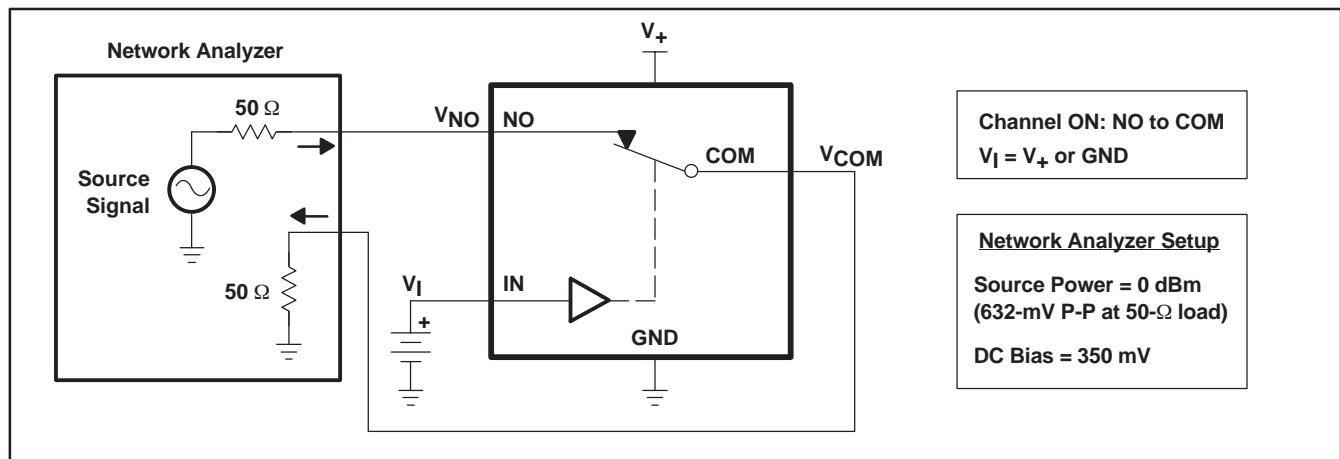 Network Analyzer
50 Ω
Source
Signal
50 Ω
V+
VNO
NO
COM
VCOM
VI
IN
+
GND
Channel ON: NO to COM
VI = V+ or GND
Network Analyzer Setup
Source Power = 0 dBm
(632-mV P-P at 50-Ω load)
DC Bias = 350 mV